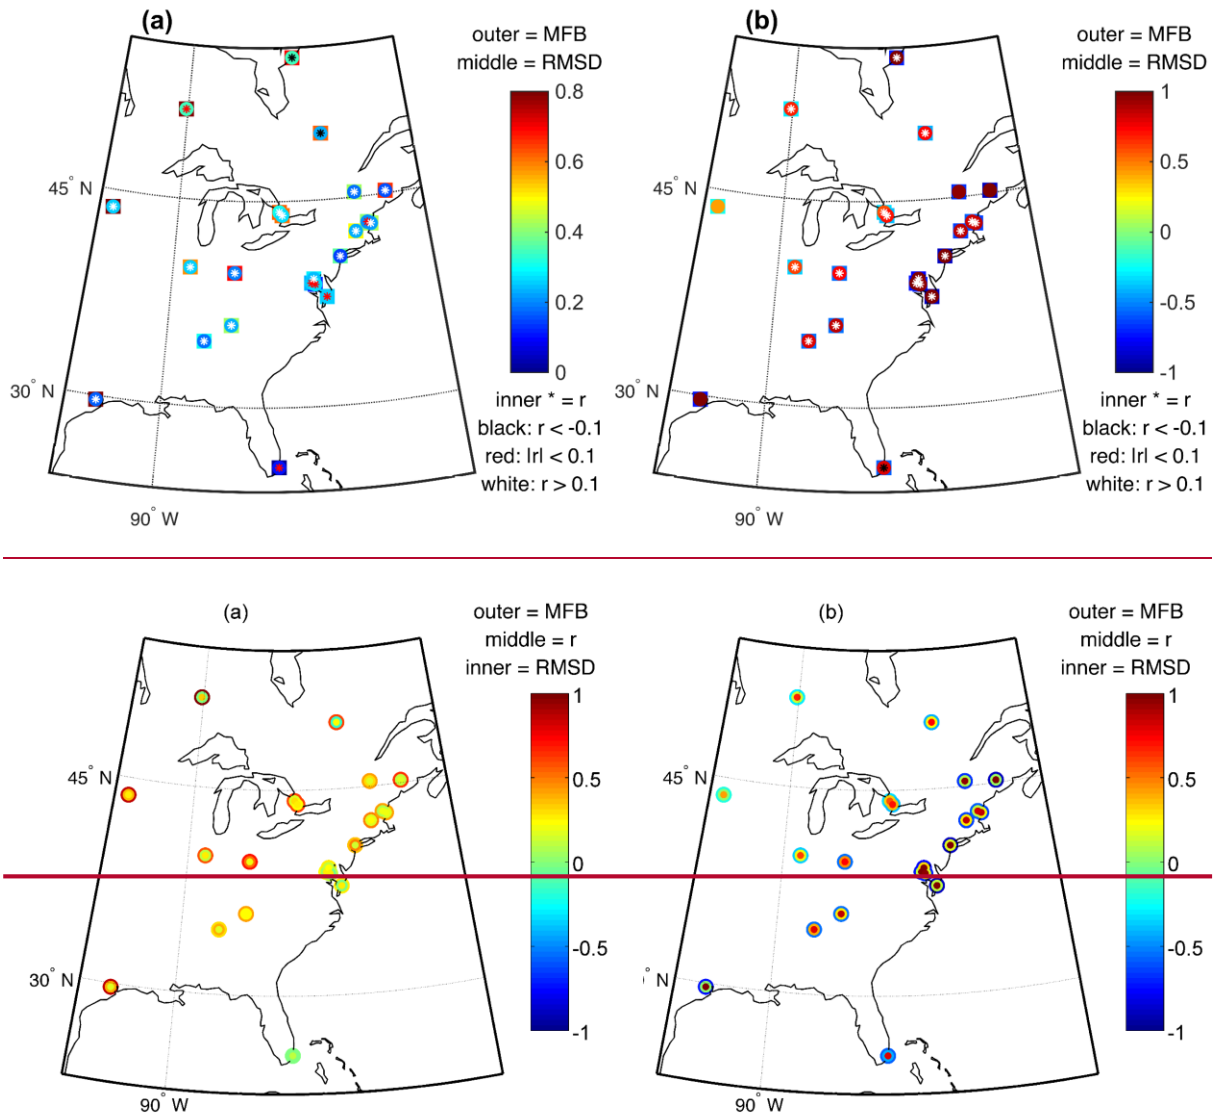 (a)
outer = MFB
middle = RMSD
0.8
0.6
0.4
0.2
0
45° N
30° N
90° W
inner * = r
black: r < -0.1
red: |r| < 0.1
white: r > 0.1
(b)
outer = MFB
middle = RMSD
1
0.5
0
-0.5
-1
45° N
30° N
90° W
inner * = r
black: r < -0.1
red: |r| < 0.1
white: r > 0.1
(a)
outer = MFB
middle = r
inner = RMSD
1
0.5
0
-0.5
-1
45° N
30° N
90° W
(b)
outer = MFB
middle = r
inner = RMSD
1
0.5
0
-0.5
-1
45° N
30° N
90° W